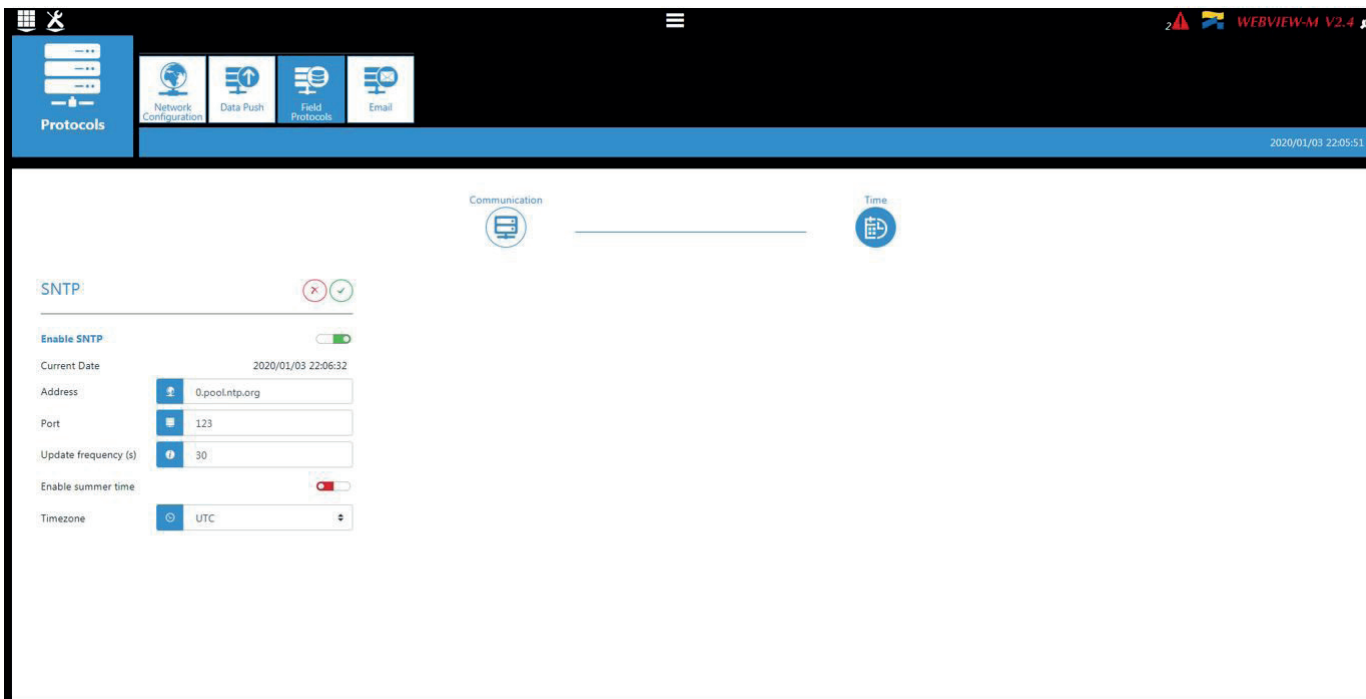 2
WEBVIEW-M V2.4
Protocols
Network
Configuration
Data Push
Field
Protocols
Email
2020/01/03 22:05:51
Communication
Time
SNTP
Enable SNTP
Current Date 2020/01/03 22:06:32
Address 0.pool.ntp.org
Port 123
Update frequency (s) 30
Enable summer time
Timezone UTC